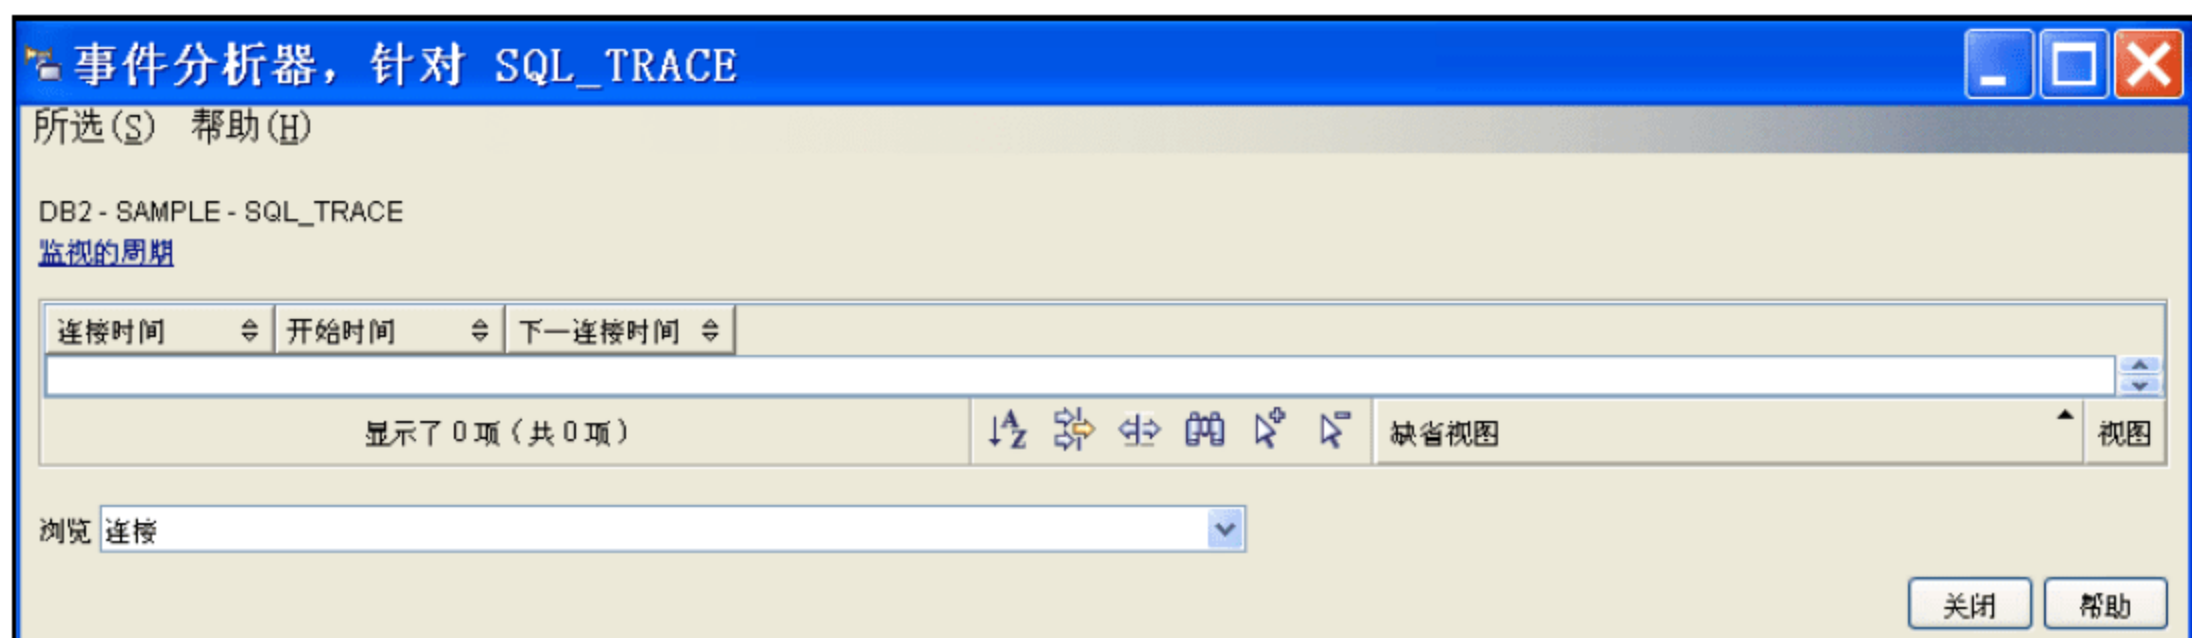 事件分析器，针对 SQL_TRACE
所选(S) 帮助(H)
DB2 - SAMPLE - SQL_TRACE
监视的周期
连接时间 开始时间 下一连接时间
显示了 0 项 (共 0 项) 缺省视图 视图
浏览 连接
关闭 帮助